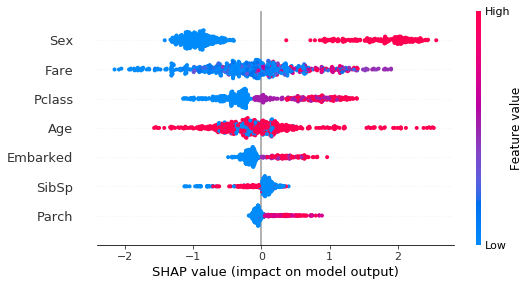 High
Sex
Fare
Pclass
Age
Embarked
SibSp
Parch
Feature value
Low
−2 −1 0 1 2
SHAP value (impact on model output)